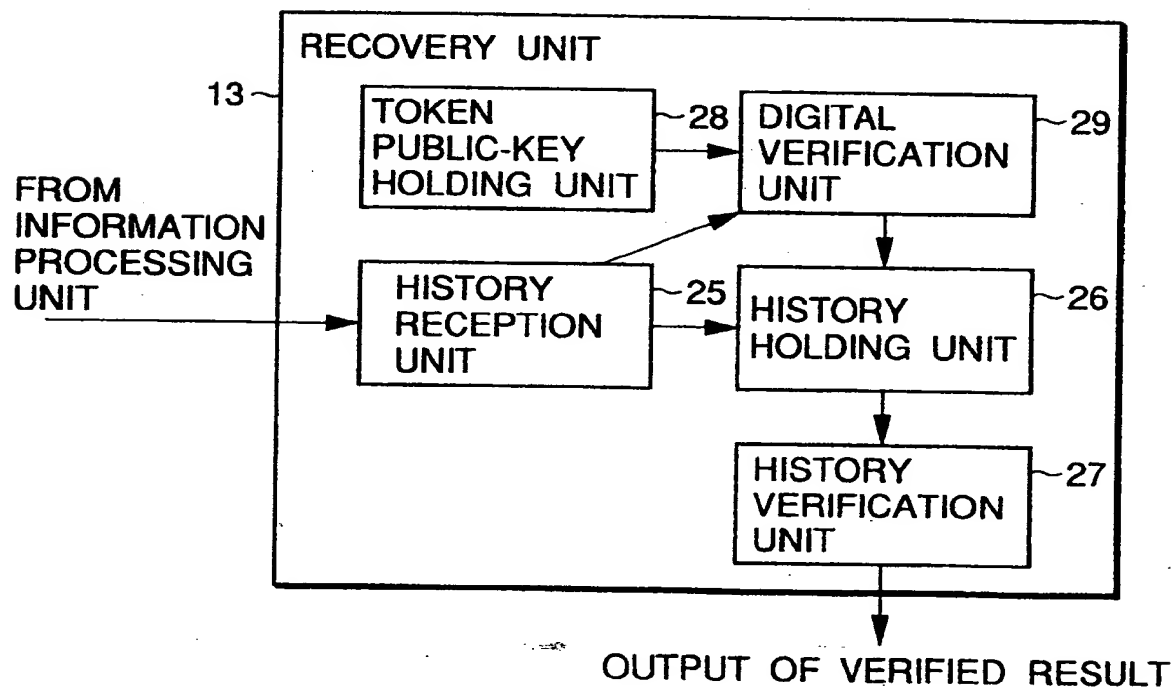 RECOVERY UNIT
13
TOKEN
PUBLIC-KEY
HOLDING UNIT
28
DIGITAL
VERIFICATION
UNIT
29
FROM
INFORMATION
PROCESSING
UNIT
HISTORY
RECEPTION
UNIT
25
HISTORY
HOLDING UNIT
26
HISTORY
VERIFICATION
UNIT
27
OUTPUT OF VERIFIED RESULT